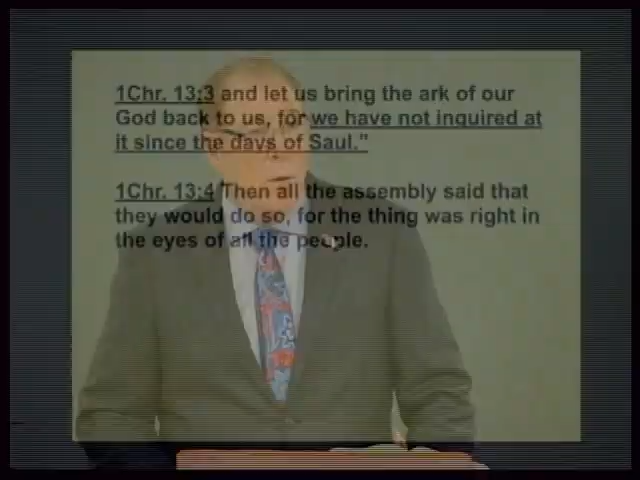 1Chr. 13:3 and let us bring the ark of our
God back to us, for we have not inquired at
it since the days of Saul."
1Chr. 13:4 Then all the assembly said that
they would do so, for the thing was right in
the eyes of all the people.